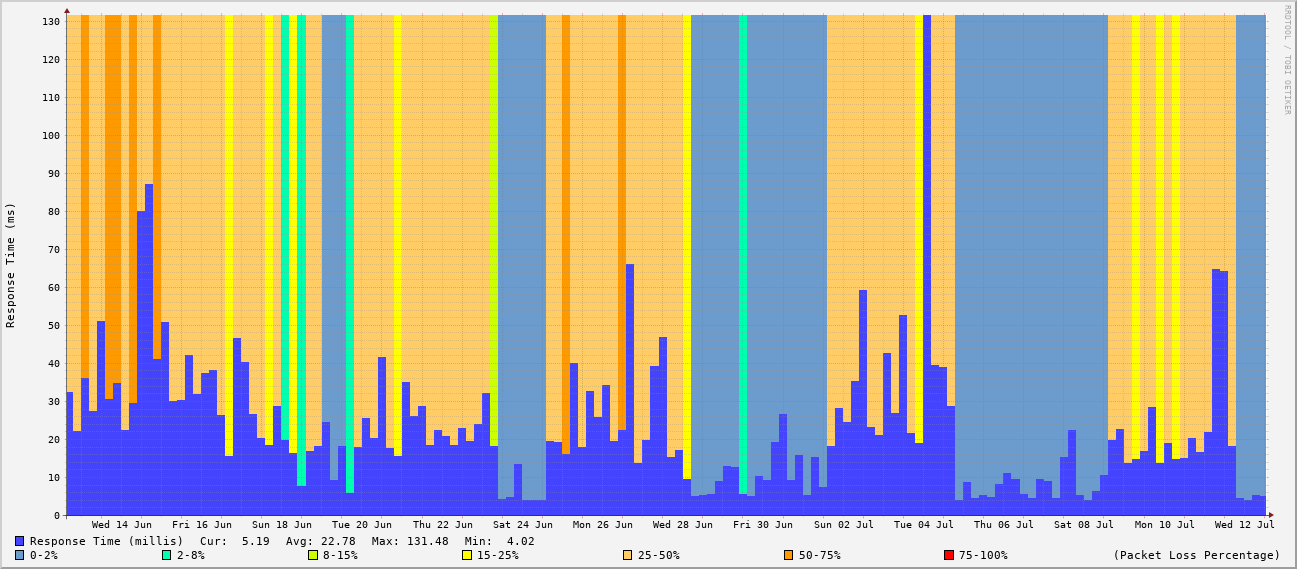 RRDTOOL / TOBI OETIKER
Response Time (ms)
130
120
110
100
90
80
70
60
50
40
30
20
10
0
Wed 14 Jun Fri 16 Jun Sun 18 Jun Tue 20 Jun Thu 22 Jun Sat 24 Jun Mon 26 Jun Wed 28 Jun Fri 30 Jun Sun 02 Jul Tue 04 Jul Thu 06 Jul Sat 08 Jul Mon 10 Jul Wed 12 Jul
Response Time (millis) Cur: 5.19 Avg: 22.78 Max: 131.48 Min: 4.02
0-2% 2-8% 8-15% 15-25% 25-50% 50-75% 75-100% (Packet Loss Percentage)